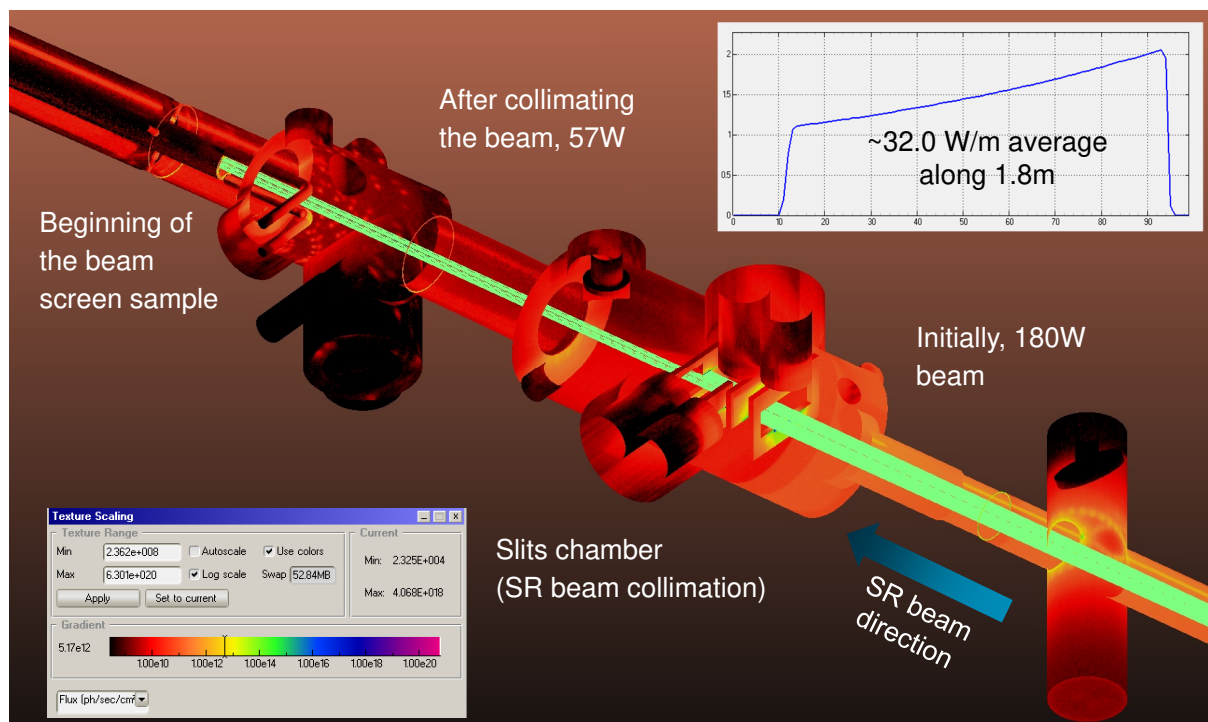 After collimating
the beam, 57W
2
1.5
1
0.5
0
0 10 20 30 40 50 60 70 80 90
~32.0 W/m average
along 1.8m
Beginning of
the beam
screen sample
Initially, 180W
beam
Slits chamber
(SR beam collimation)
SR beam
direction
Texture Scaling
Texture Range
Min 2.362e+008 Autoscale Use colors
Max 6.301e+020 Log scale Swap 52.84MB
Apply Set to current
Current
Min: 2.325E+004
Max: 4.068E+018
Gradient
5.17e12
1.00e10 1.00e12 1.00e14 1.00e16 1.00e18 1.00e20
Flux (ph/sec/cm²